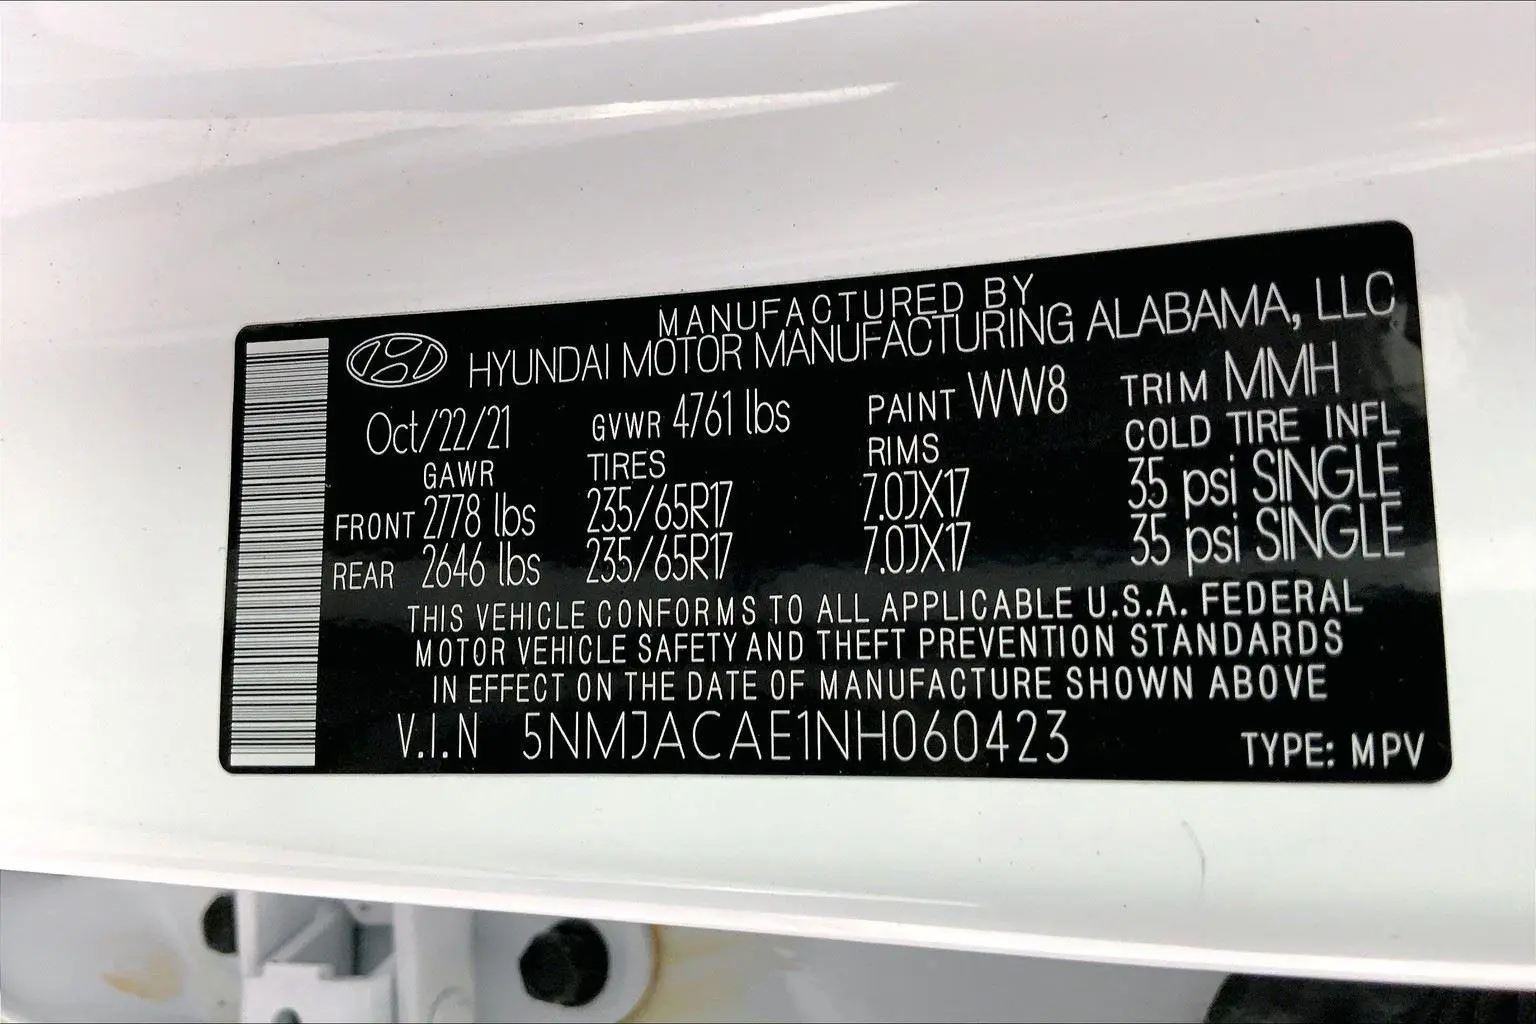 MANUFACTURED BY
HYUNDAI MOTOR MANUFACTURING ALABAMA, LLC
Oct/22/21 GVWR 4761 lbs PAINT WW8 TRIM MMH
GAWR TIRES RIMS COLD TIRE INFL
FRONT 2778 lbs 235/65R17 7.0JX17 35 psi SINGLE
REAR 2646 lbs 235/65R17 7.0JX17 35 psi SINGLE
THIS VEHICLE CONFORMS TO ALL APPLICABLE U.S.A. FEDERAL
MOTOR VEHICLE SAFETY AND THEFT PREVENTION STANDARDS
IN EFFECT ON THE DATE OF MANUFACTURE SHOWN ABOVE
V.I.N 5NMJACAE1NH060423 TYPE: MPV